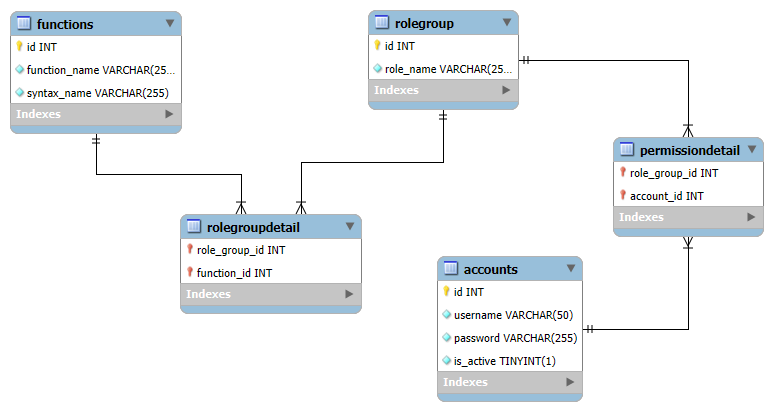 functions
id INT
function_name VARCHAR(25...
syntax_name VARCHAR(255)
Indexes
rolegroup
id INT
role_name VARCHAR(25...
Indexes
permissiondetail
role_group_id INT
account_id INT
Indexes
rolegroupdetail
role_group_id INT
function_id INT
Indexes
accounts
id INT
username VARCHAR(50)
password VARCHAR(255)
is_active TINYINT(1)
Indexes